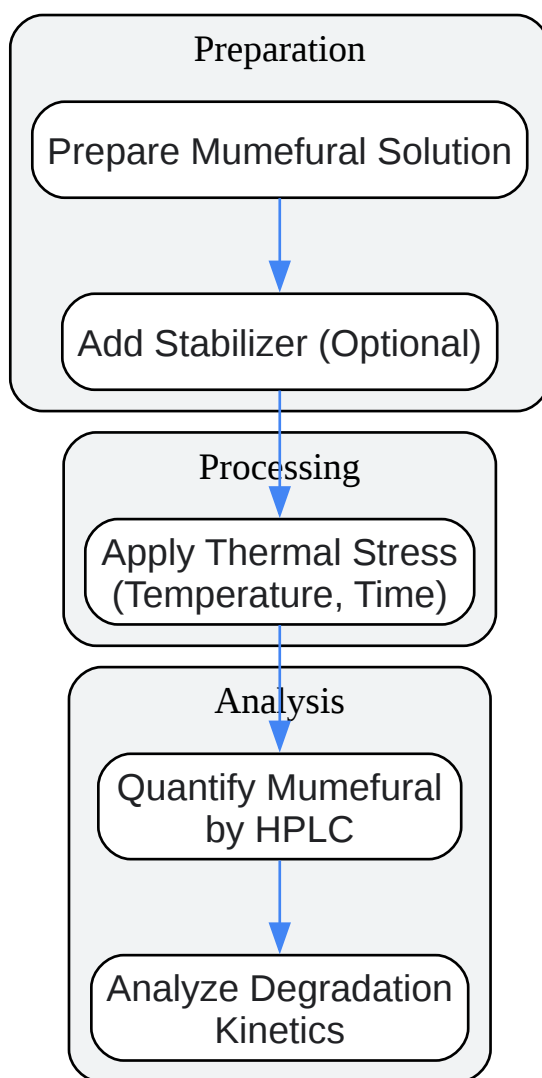 Preparation
Prepare Mumefural Solution
Add Stabilizer (Optional)
Processing
Apply Thermal Stress
(Temperature, Time)
Analysis
Quantify Mumefural
by HPLC
Analyze Degradation
Kinetics